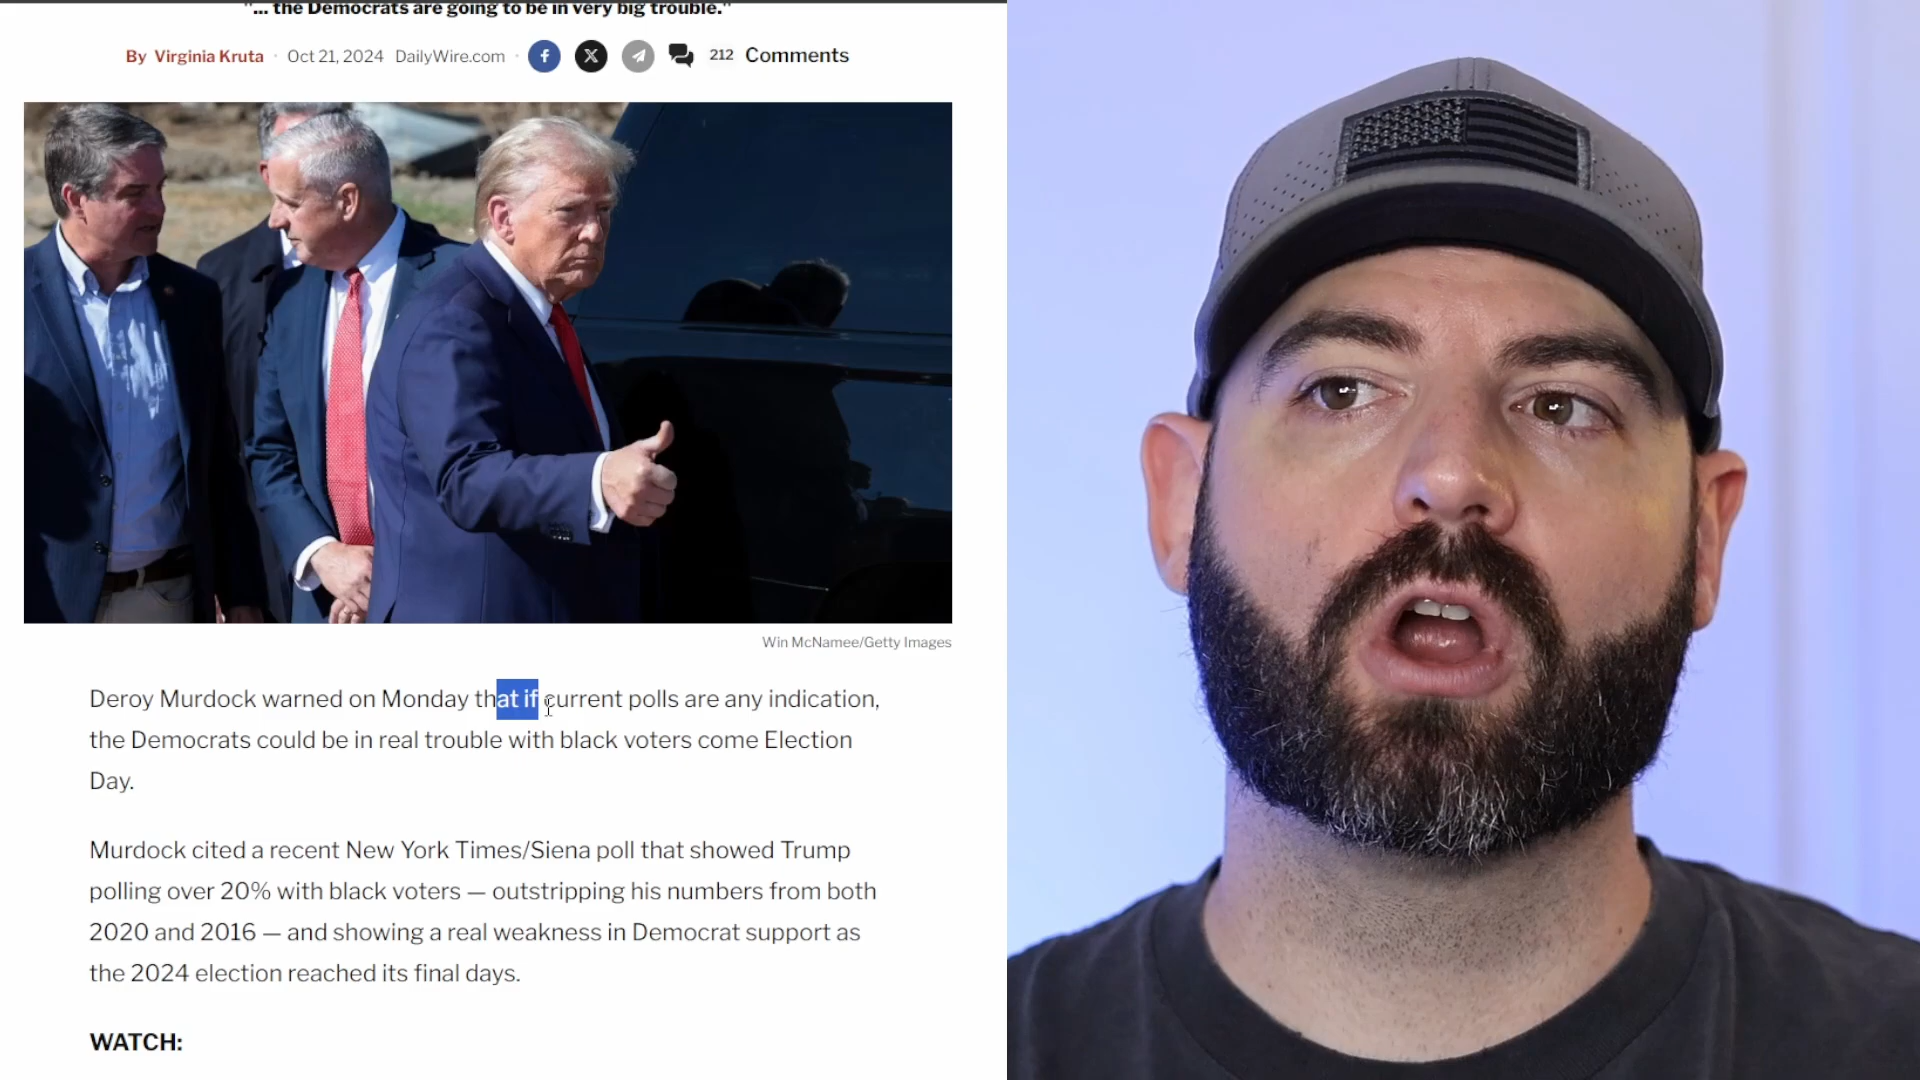 "... the Democrats are going to be in very big trouble."
By Virginia Kruta · Oct 21, 2024 DailyWire.com · 212 Comments
Win McNamee/Getty Images
Deroy Murdock warned on Monday that if current polls are any indication,
the Democrats could be in real trouble with black voters come Election
Day.
Murdock cited a recent New York Times/Siena poll that showed Trump
polling over 20% with black voters — outstripping his numbers from both
2020 and 2016 — and showing a real weakness in Democrat support as
the 2024 election reached its final days.
WATCH: